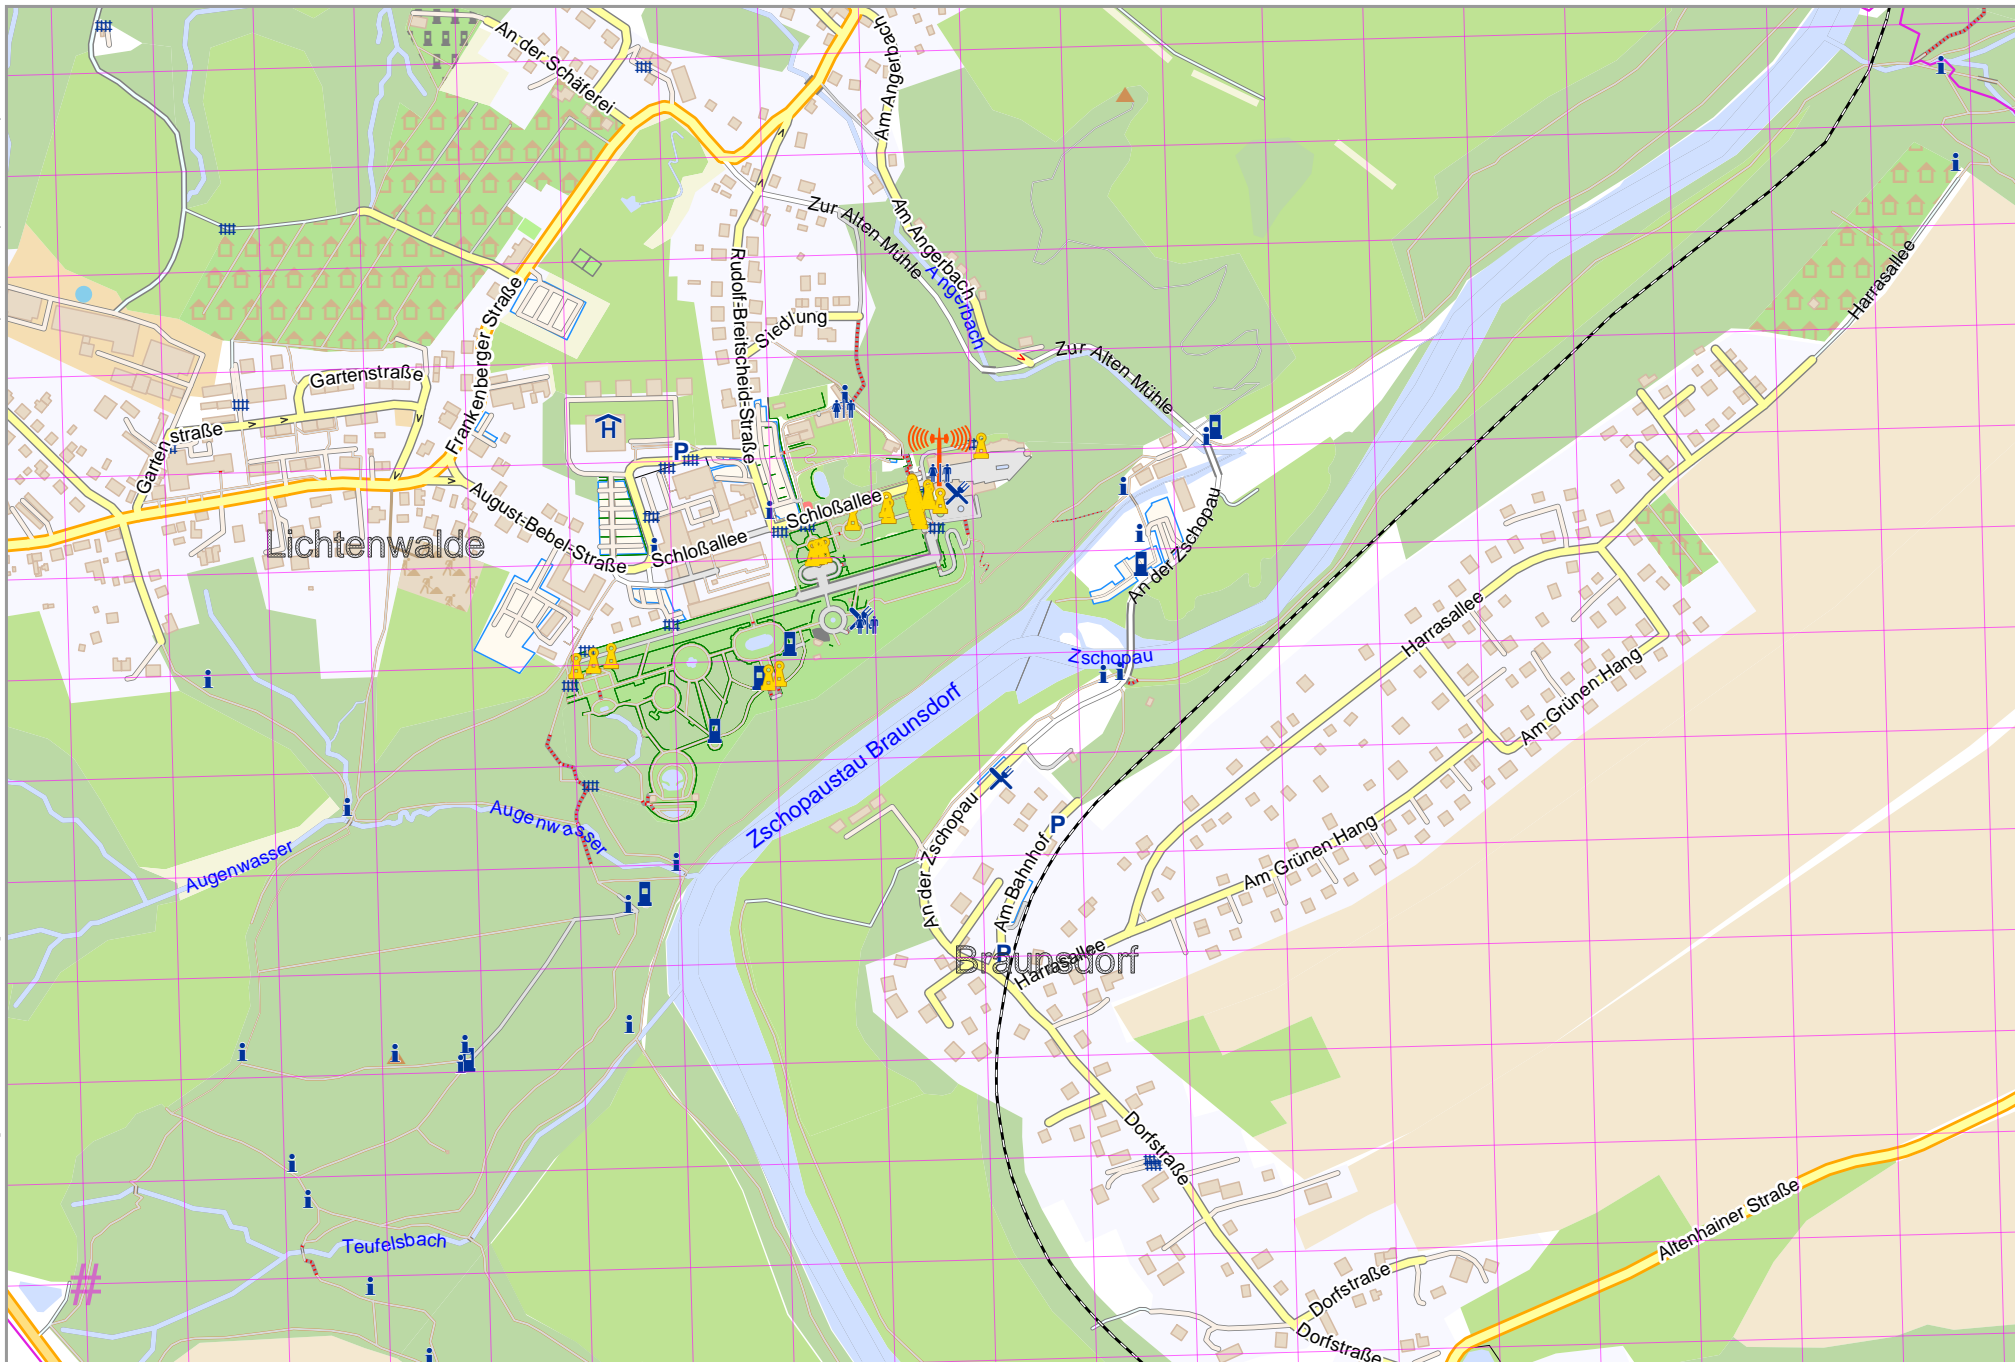 An der Schäferei
Am Angerbach
Zur Alten Mühle
Am Angerbach
Angerbach
Rudolf-Breitscheid-Straße
Siedlung
Zur Alten Mühle
Harrasallee
Frankenberger Straße
Gartenstraße
Gartenstraße
H
P
August-Bebel-Straße
Schloßallee
Schloßallee
Lichtenwalde
An der Zschopau
Zschopau
Harrasallee
Am Grünen Hang
Zschopaustau Braunsdorf
Augenwasser
Augenwasser
An der Zschopau
P
Am Bahnhof
Am Grünen Hang
P
Harrasallee
Braunsdorf
Dorfstraße
Teufelsbach
#
Altenhainer Straße
Dorfstraße
Dorfstraße